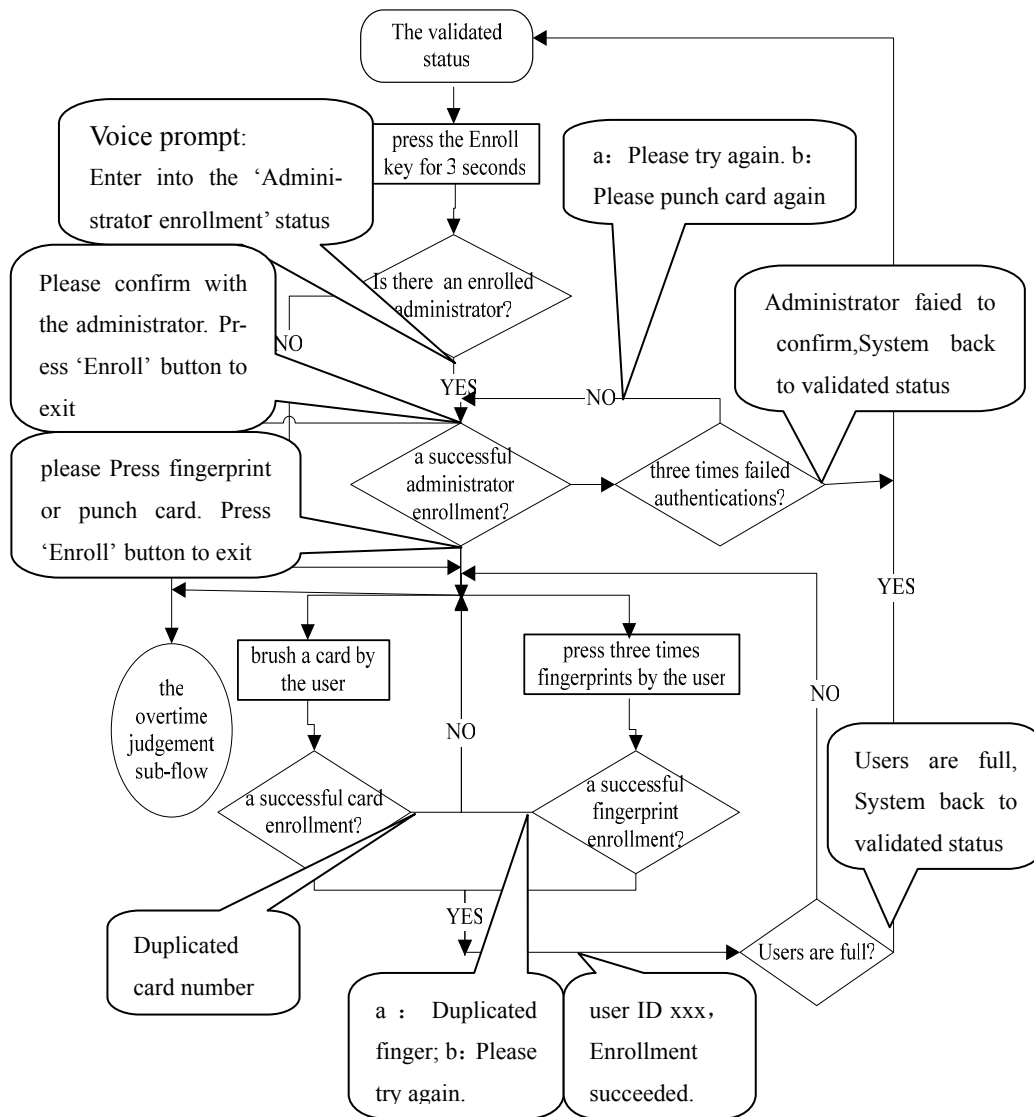 The validated
status
Voice prompt:
Enter into the ‘Admini-
strator enrollment’ status
press the Enroll
key for 3 seconds
a：Please try again. b：
Please punch card again
Is there an enrolled
administrator?
Please confirm with
the administrator. Pr-
ess ‘Enroll’ button to
exit
NO
YES
NO
Administrator faied to
confirm,System back
to validated status
please Press fingerprint
or punch card. Press
‘Enroll’ button to exit
a successful
administrator
enrollment?
three times failed
authentications?
YES
brush a card by
the user
press three times
fingerprints by the user
the
overtime
judgement
sub-flow
NO
NO
a successful card
enrollment?
a successful
fingerprint
enrollment?
Users are full,
System back to
validated status
YES
Duplicated
card number
Users are full?
a ： Duplicated
finger; b：Please
try again.
user ID xxx，
Enrollment
succeeded.